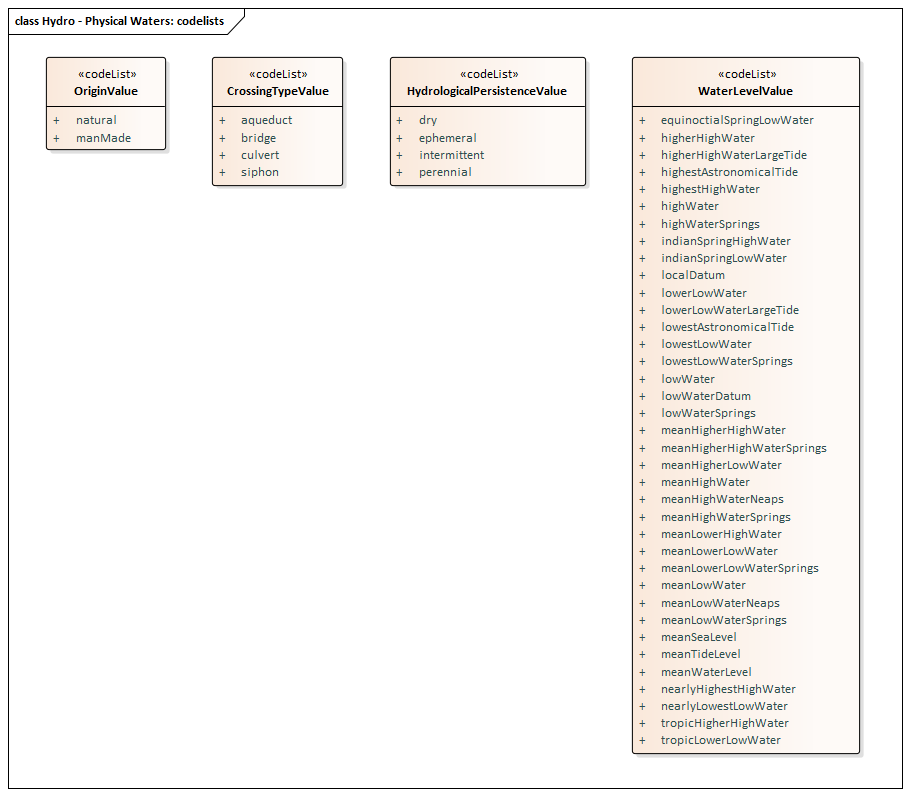 class Hydro - Physical Waters: codelists
«codeList»
OriginValue
+ natural
+ manMade
«codeList»
CrossingTypeValue
+ aqueduct
+ bridge
+ culvert
+ siphon
«codeList»
HydrologicalPersistenceValue
+ dry
+ ephemeral
+ intermittent
+ perennial
«codeList»
WaterLevelValue
+ equinoctialSpringLowWater
+ higherHighWater
+ higherHighWaterLargeTide
+ highestAstronomicalTide
+ highestHighWater
+ highWater
+ highWaterSprings
+ indianSpringHighWater
+ indianSpringLowWater
+ localDatum
+ lowerLowWater
+ lowerLowWaterLargeTide
+ lowestAstronomicalTide
+ lowestLowWater
+ lowestLowWaterSprings
+ lowWater
+ lowWaterDatum
+ lowWaterSprings
+ meanHigherHighWater
+ meanHigherHighWaterSprings
+ meanHigherLowWater
+ meanHighWater
+ meanHighWaterNeaps
+ meanHighWaterSprings
+ meanLowerHighWater
+ meanLowerLowWater
+ meanLowerLowWaterSprings
+ meanLowWater
+ meanLowWaterNeaps
+ meanLowWaterSprings
+ meanSeaLevel
+ meanTideLevel
+ meanWaterLevel
+ nearlyHighestHighWater
+ nearlyLowestLowWater
+ tropicHigherHighWater
+ tropicLowerLowWater